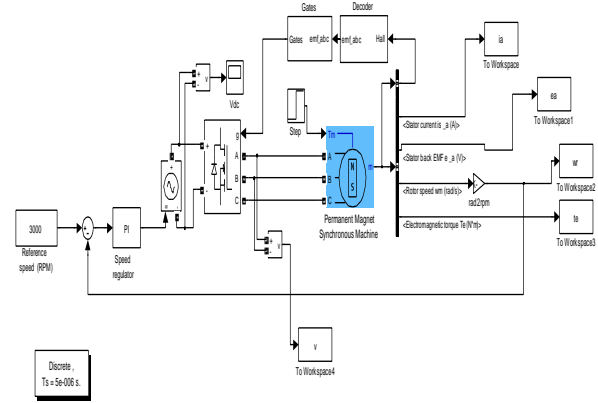 Gates
Decoder
Gates emf_abc
emf_abc Hall
ia
To Workspace
ea
To Workspace1
wr
To Workspace2
te
To Workspace3
<Stator current is _a (A)>
<Stator back EMF e _a (V)>
<Rotor speed wm (rad/s)>
rad2rpm
<Electromagnetic torque Te (N*m)>
+
-
v
Vdc
Step
g
A
B
C
+
-
Tm
A
B
C
m
N
S
Permanent Magnet
Synchronous Machine
3000
Reference
speed (RPM)
PI
Speed
regulator
+
-
v
v
To Workspace4
Discrete ,
Ts = 5e-006 s.